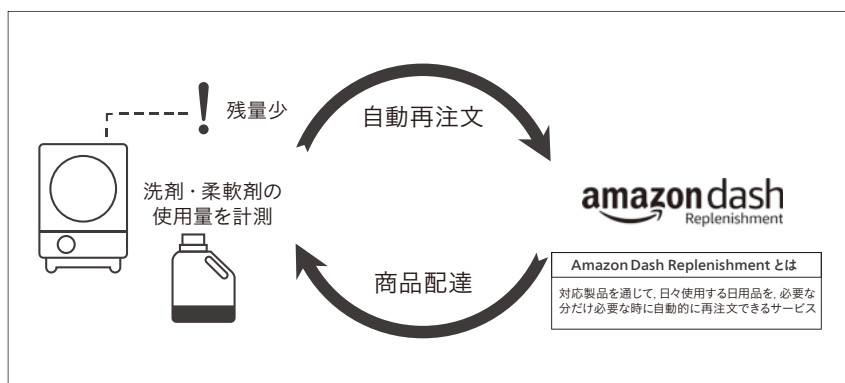 残量少
自動再注文
洗剤・柔軟剤の
使用量を計測
amazon dash
Replenishment
商品配達
Amazon Dash Replenishment とは
対応製品を通じて、日々使用する日用品を、必要な
分だけ必要な時に自動的に再注文できるサービス